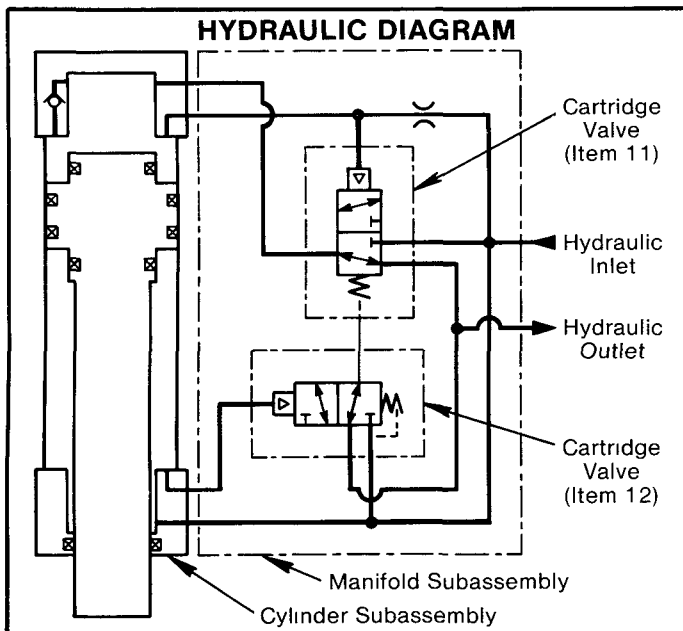 HYDRAULIC DIAGRAM
Cartridge
Valve
(Item 11)
Hydraulic
Inlet
Hydraulic
Outlet
Cartridge
Valve
(Item 12)
Manifold Subassembly
Cylinder Subassembly